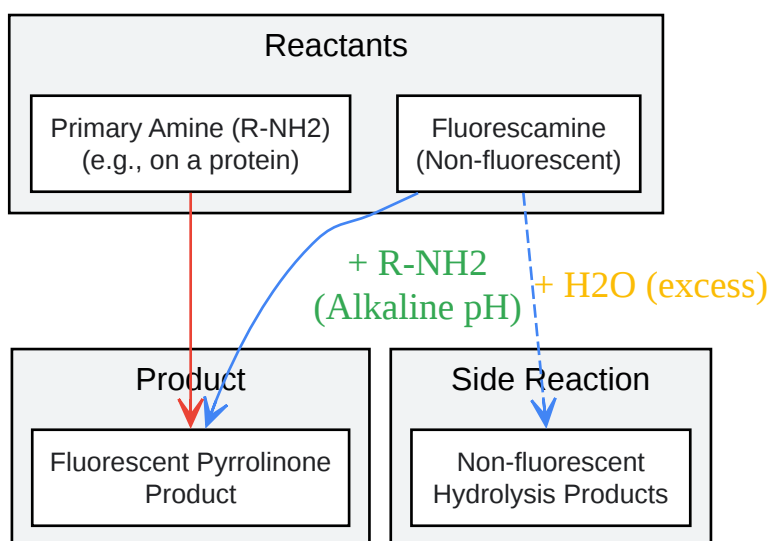 Reactants
Primary Amine (R-NH2)
(e.g., on a protein)
Fluorescamine
(Non-fluorescent)
+ R-NH2
(Alkaline pH)
+ H2O (excess)
Product
Fluorescent Pyrrolinone
Product
Side Reaction
Non-fluorescent
Hydrolysis Products